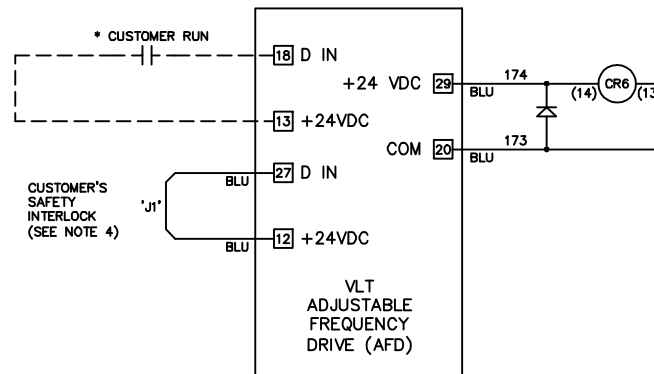 * CUSTOMER RUN
18 D IN
+24 VDC 29
174
BLU
(14) CR6 (13
13 +24VDC
COM 20
173
BLU
27 D IN
BLU
CUSTOMER'S
SAFETY
INTERLOCK
(SEE NOTE 4)
'J1'
12 +24VDC
BLU
VLT
ADJUSTABLE
FREQUENCY
DRIVE (AFD)